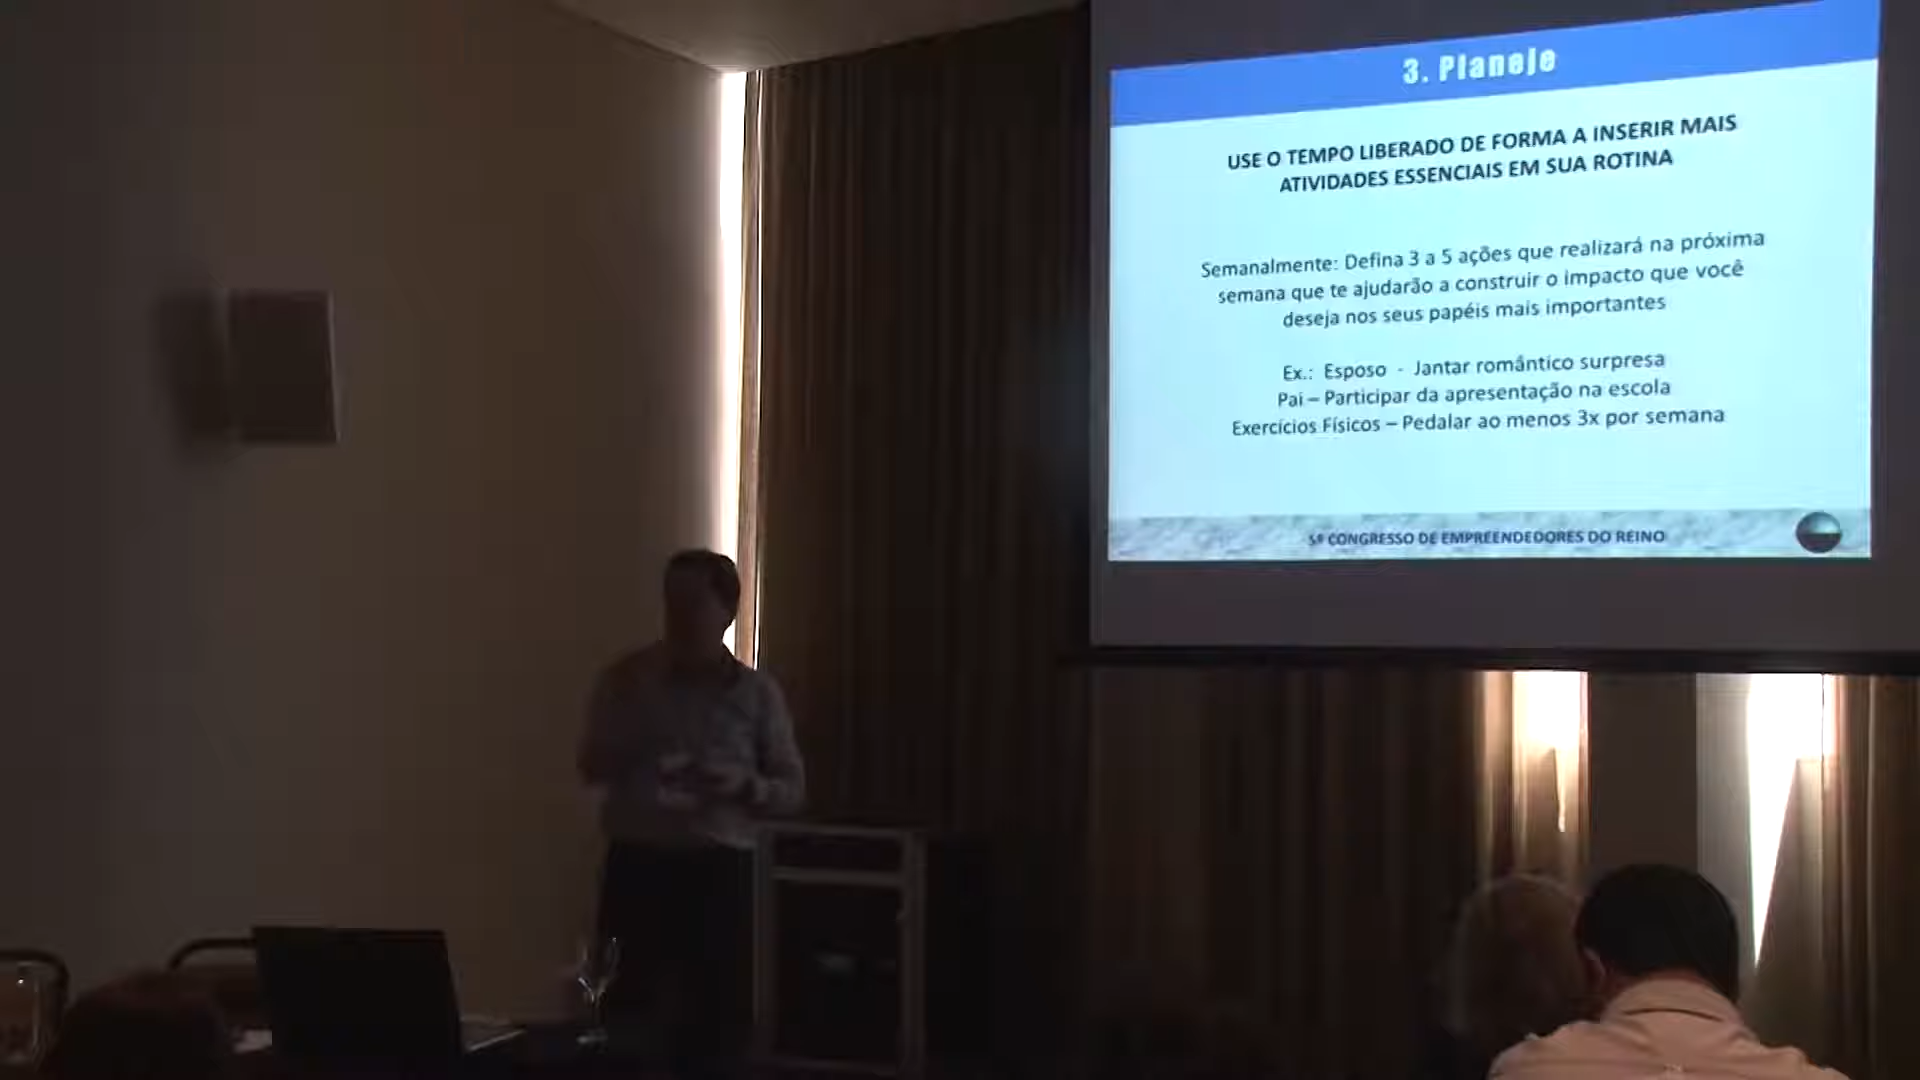 3. Planeje
USE O TEMPO LIBERADO DE FORMA A INSERIR MAIS
ATIVIDADES ESSENCIAIS EM SUA ROTINA
Semanalmente: Defina 3 a 5 ações que realizará na próxima
semana que te ajudarão a construir o impacto que você
deseja nos seus papéis mais importantes
Ex.: Esposo - Jantar romântico surpresa
Pai – Participar da apresentação na escola
Exercícios Físicos – Pedalar ao menos 3x por semana
5º CONGRESSO DE EMPREENDEDORES DO REINO